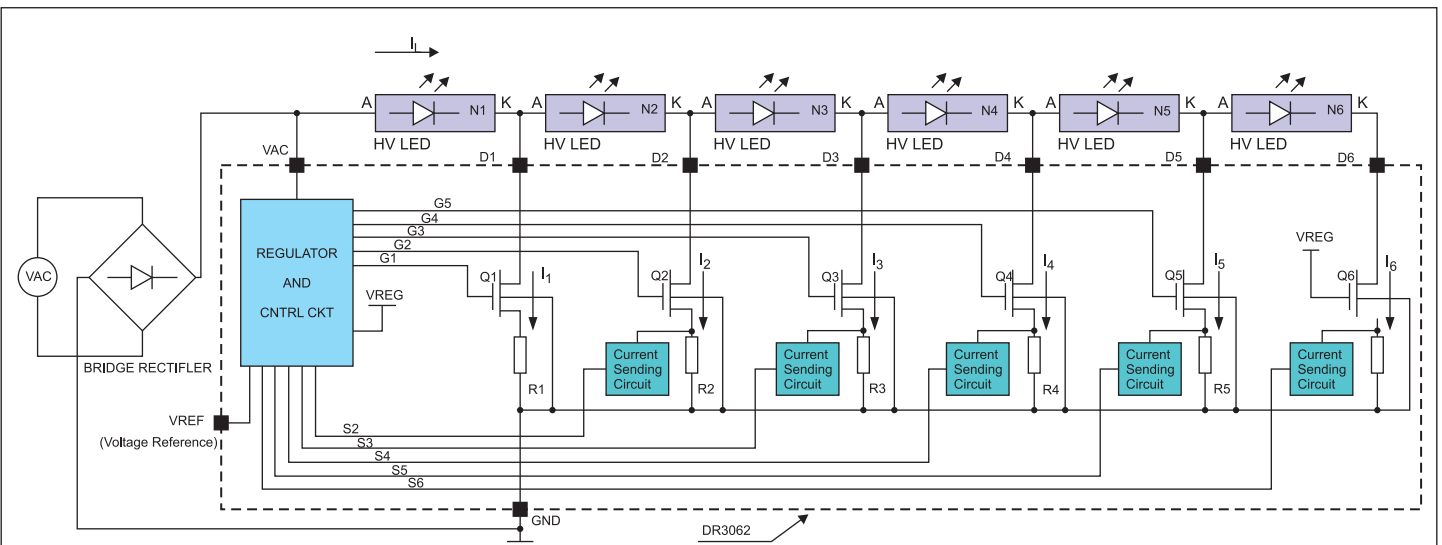 IL
A N1 K A N2 K A N3 K A N4 K A N5 K A N6 K
HV LED HV LED HV LED HV LED HV LED HV LED
VAC D1 D2 D3 D4 D5 D6
G5
G4
G3
G2
G1
REGULATOR
AND
CNTRL CKT
VREG
VREG
VAC
Q1 I1 Q2 I2 Q3 I3 Q4 I4 Q5 I5 Q6 I6
BRIDGE RECTIFLER
Current
Sending
Circuit
Current
Sending
Circuit
Current
Sending
Circuit
Current
Sending
Circuit
Current
Sending
Circuit
R1 R2 R3 R4 R5
VREF
(Voltage Reference)
S2
S3
S4
S5
S6
GND
DR3062